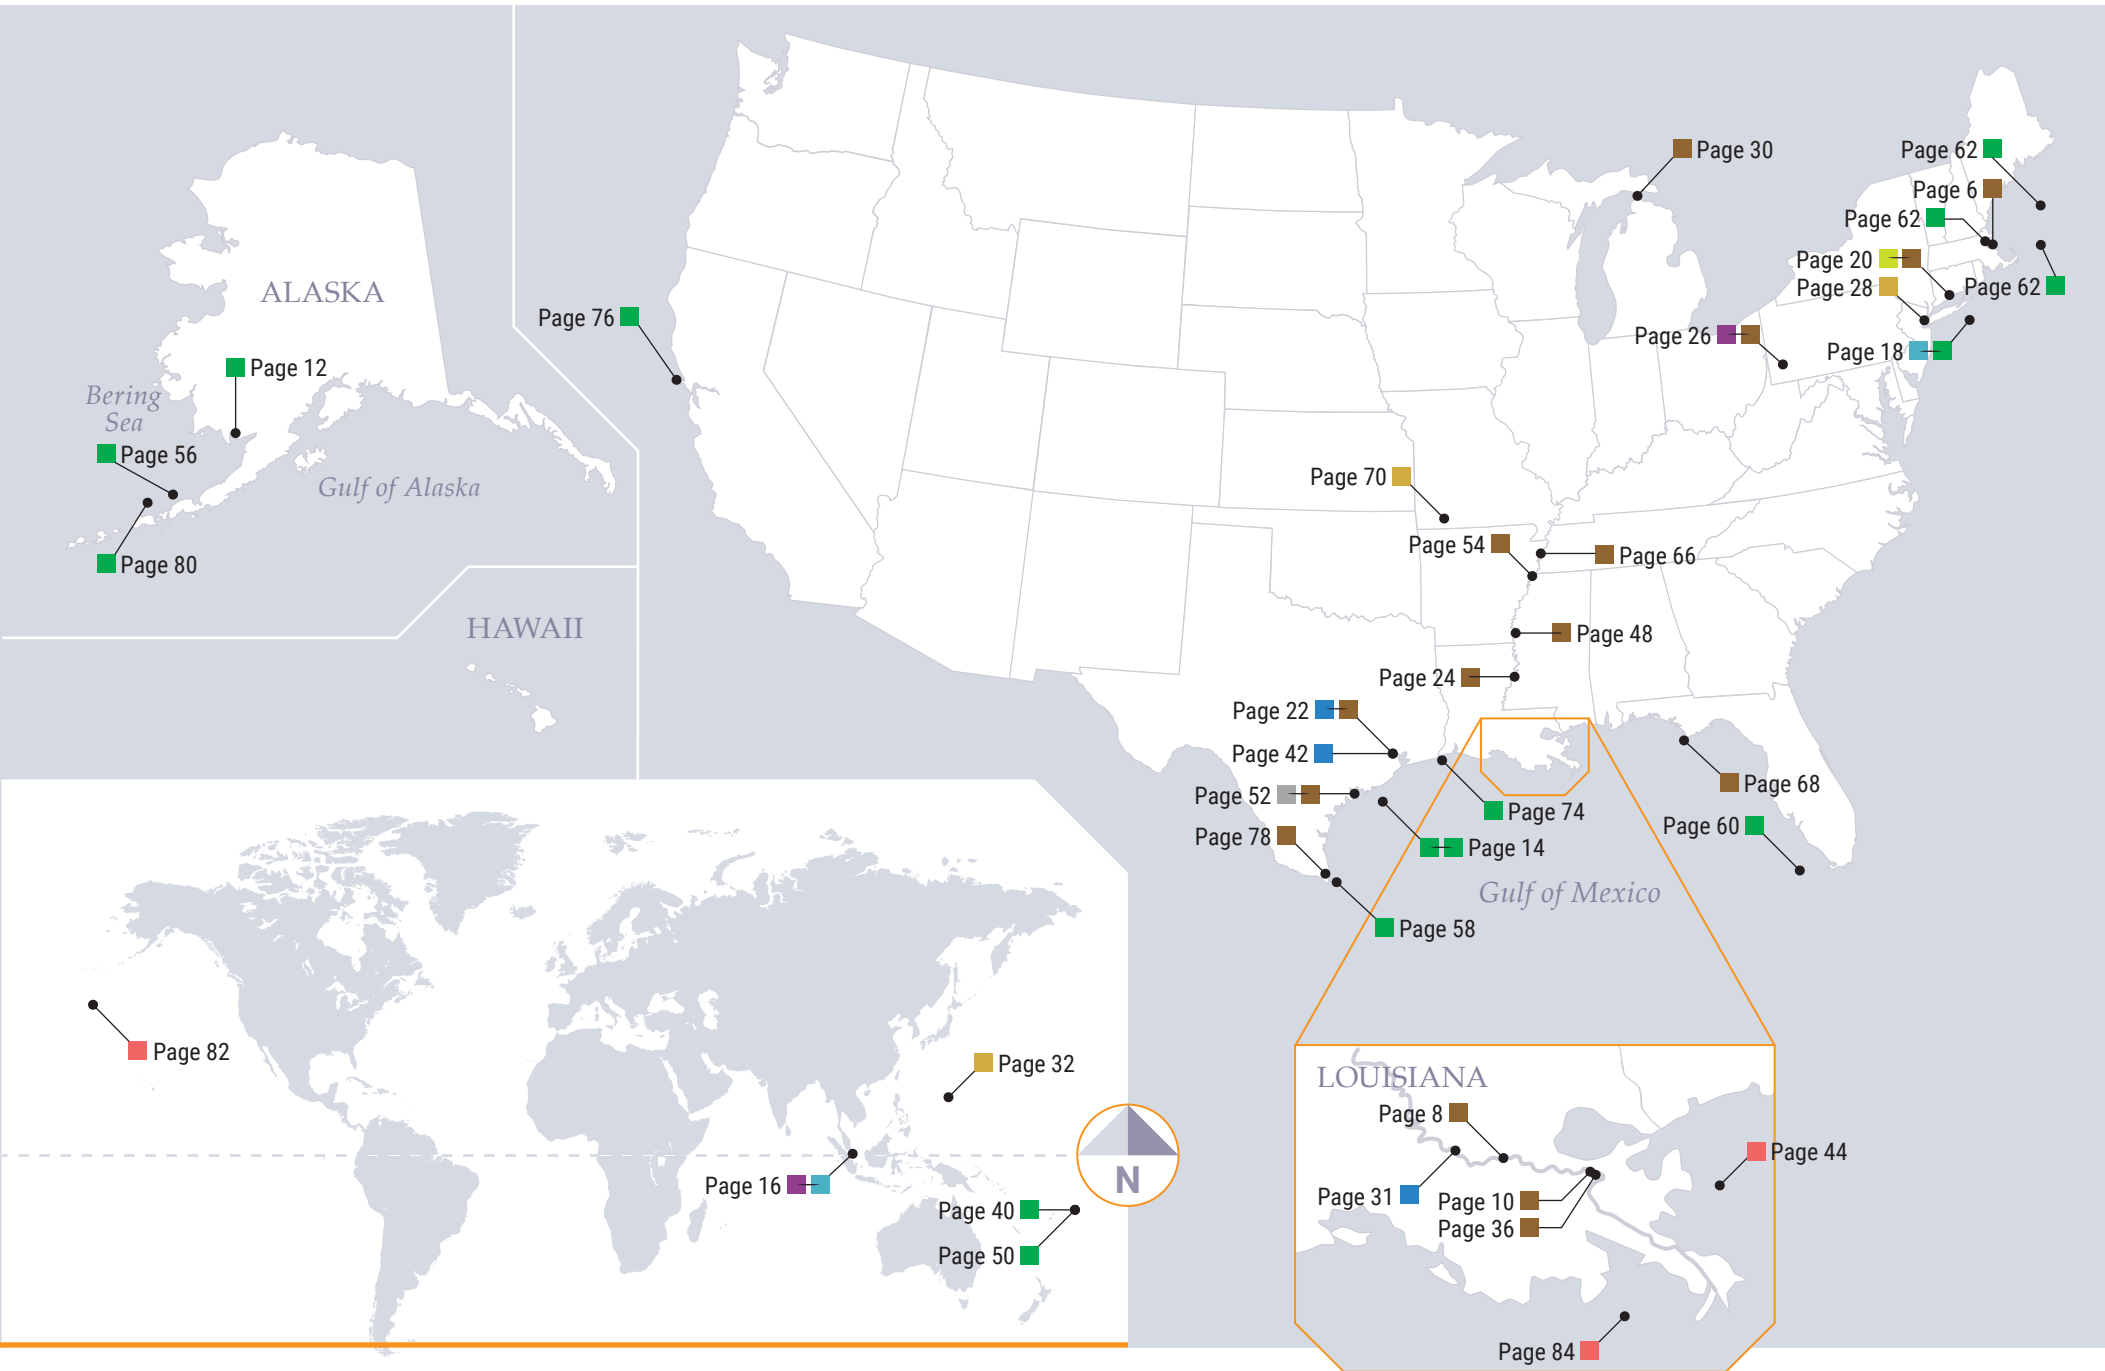 Page 30
Page 62
Page 6
Page 62
Page 20
Page 28
Page 62
Page 26
Page 18
ALASKA
Page 76
Page 12
Bering
Sea
Page 56
Gulf of Alaska
Page 80
Page 70
Page 54
Page 66
HAWAII
Page 48
Page 24
Page 22
Page 42
Page 52
Page 68
Page 74
Page 60
Page 78
Page 14
Gulf of Mexico
Page 58
Page 82
Page 32
Page 16
Page 40
Page 50
N
LOUISIANA
Page 8
Page 44
Page 31
Page 10
Page 36
Page 84